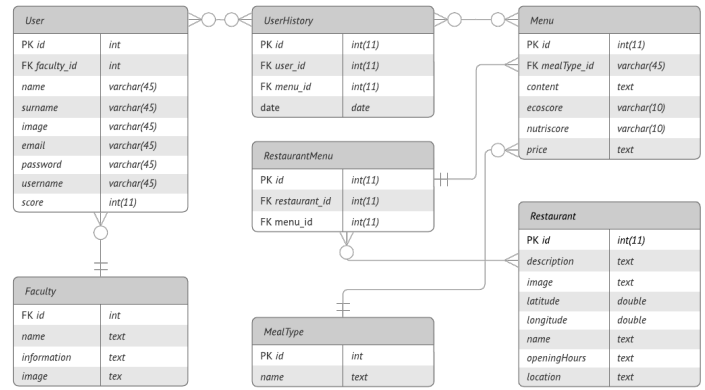 User
PK id int
FK faculty_id int
name varchar(45)
surname varchar(45)
image varchar(45)
email varchar(45)
password varchar(45)
username varchar(45)
score int(11)
Faculty
FK id int
name text
information text
image tex
UserHistory
PK id int(11)
FK user_id int(11)
FK menu_id int(11)
date date
RestaurantMenu
PK id int(11)
FK restaurant_id int(11)
FK menu_id int(11)
MealType
PK id int
name text
Menu
PK id int(11)
FK mealType_id varchar(45)
content text
ecoscore varchar(10)
nutriscore varchar(10)
price text
Restaurant
PK id int(11)
description text
image text
latitude double
longitude double
name text
openingHours text
location text